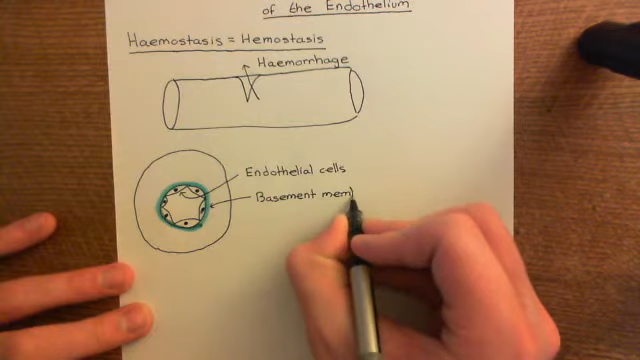 of the Endothelium
Haemostasis = Hemostasis
Haemorrhage
Endothelial cells
Basement mem